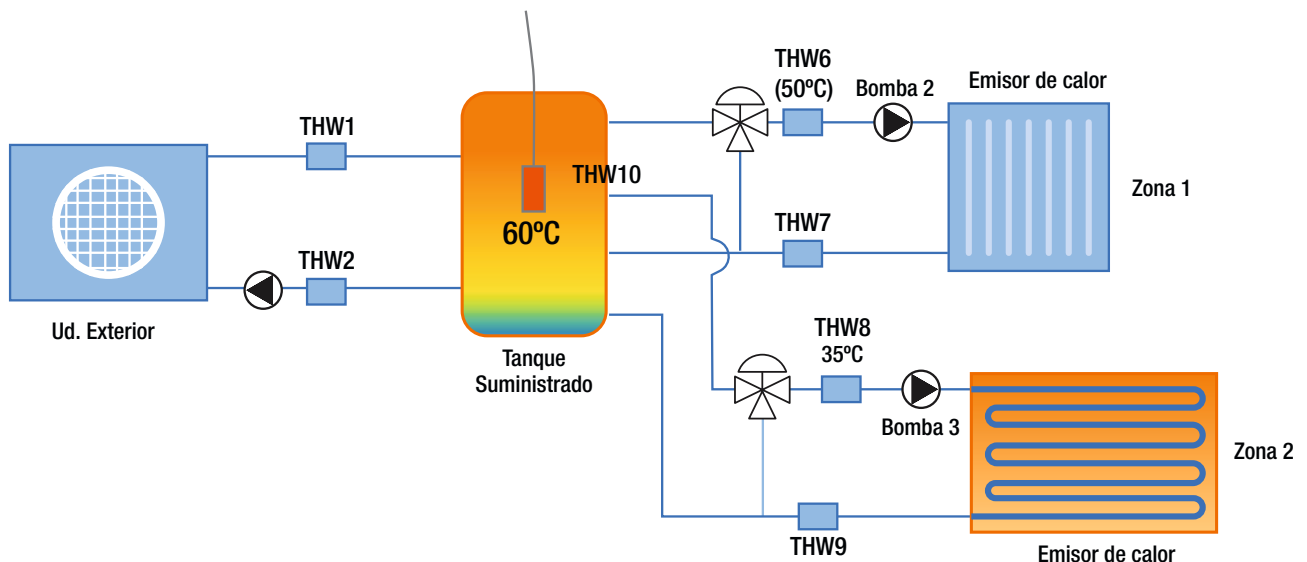 THW6
(50ºC)
Bomba 2
Emisor de calor
THW1
THW10
Zona 1
60ºC
THW7
THW2
Ud. Exterior
Tanque
Suministrado
THW8
35ºC
Bomba 3
Zona 2
THW9
Emisor de calor